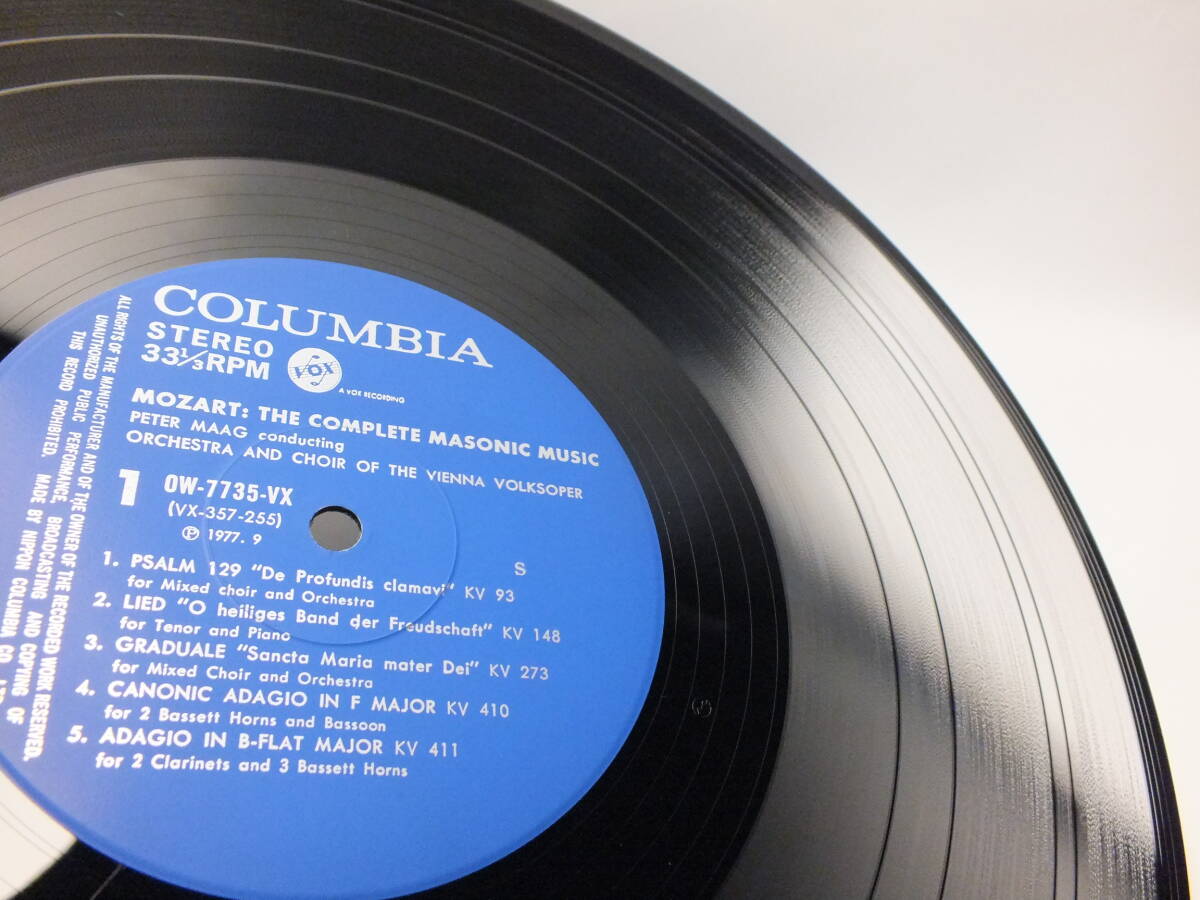 COLUMBIA
STEREO
33 1/3 RPM
VOX
A VOX RECORDING
MOZART: THE COMPLETE MASONIC MUSIC
PETER MAAG conducting
ORCHESTRA AND CHOIR OF THE VIENNA VOLKSOPER
1
OW-7735-VX
(VX-357-255)
Ⓟ 1977. 9
S
1. PSALM 129 "De Profundis clamavi" KV 93
for Mixed choir and Orchestra
2. LIED "O heiliges Band der Freudschaft" KV 148
for Tenor and Piano
3. GRADUALE "Sancta Maria mater Dei" KV 273
for Mixed Choir and Orchestra
4. CANONIC ADAGIO IN F MAJOR KV 410
for 2 Bassett Horns and Bassoon
5. ADAGIO IN B-FLAT MAJOR KV 411
for 2 Clarinets and 3 Bassett Horns
ALL RIGHTS OF THE MANUFACTURER AND OF THE OWNER OF THE RECORDED WORK RESERVED.
UNAUTHORIZED PUBLIC PERFORMANCE, BROADCASTING AND COPYING OF
THIS RECORD PROHIBITED. MADE BY NIPPON COLUMBIA CO.